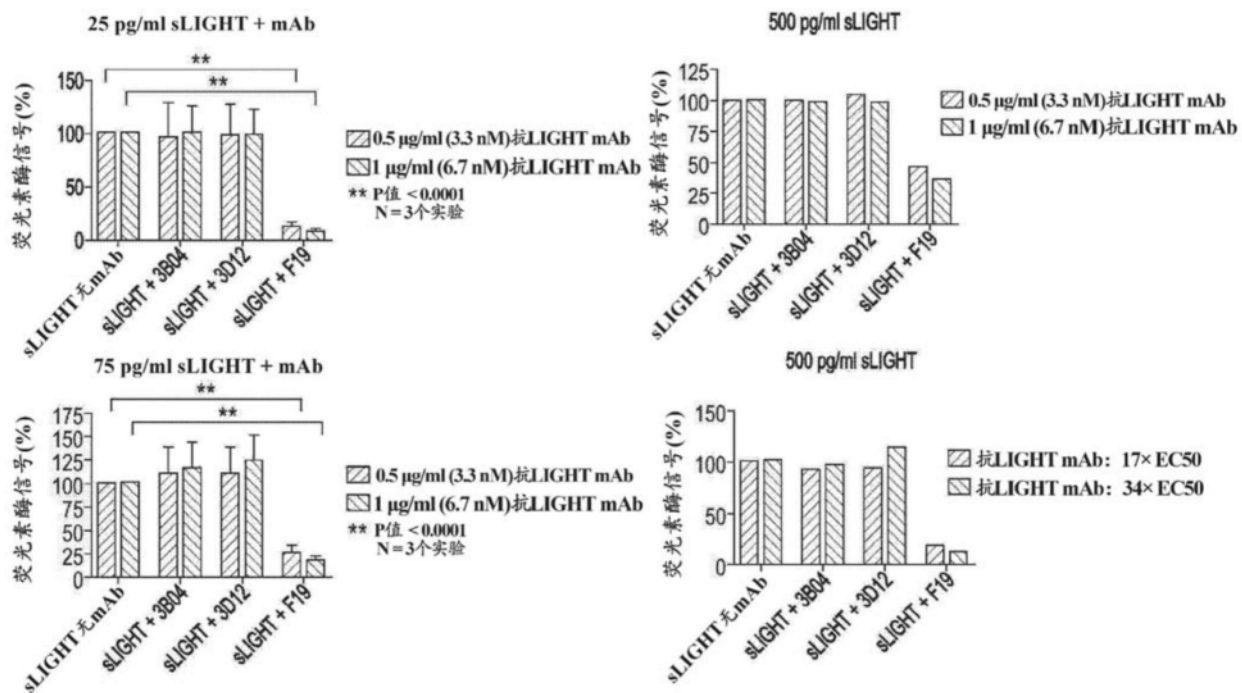 25 pg/ml sLIGHT + mAb
**
**
荧光素酶信号(%)
150
100
50
0
sLIGHT无mAb
sLIGHT + 3B04
sLIGHT + 3D12
sLIGHT + F19
0.5 μg/ml (3.3 nM)抗LIGHT mAb
1 μg/ml (6.7 nM)抗LIGHT mAb
** P值 <0.0001
N = 3个实验
500 pg/ml sLIGHT
荧光素酶信号(%)
125
100
75
50
25
0
sLIGHT无mAb
sLIGHT + 3B04
sLIGHT + 3D12
sLIGHT + F19
0.5 μg/ml (3.3 nM)抗LIGHT mAb
1 μg/ml (6.7 nM)抗LIGHT mAb
75 pg/ml sLIGHT + mAb
**
**
荧光素酶信号(%)
175
150
125
100
75
50
25
0
sLIGHT无mAb
sLIGHT + 3B04
sLIGHT + 3D12
sLIGHT + F19
0.5 μg/ml (3.3 nM)抗LIGHT mAb
1 μg/ml (6.7 nM)抗LIGHT mAb
** P值 <0.0001
N = 3个实验
500 pg/ml sLIGHT
荧光素酶信号(%)
150
100
50
0
sLIGHT无mAb
sLIGHT + 3B04
sLIGHT + 3D12
sLIGHT + F19
抗LIGHT mAb: 17× EC50
抗LIGHT mAb: 34× EC50